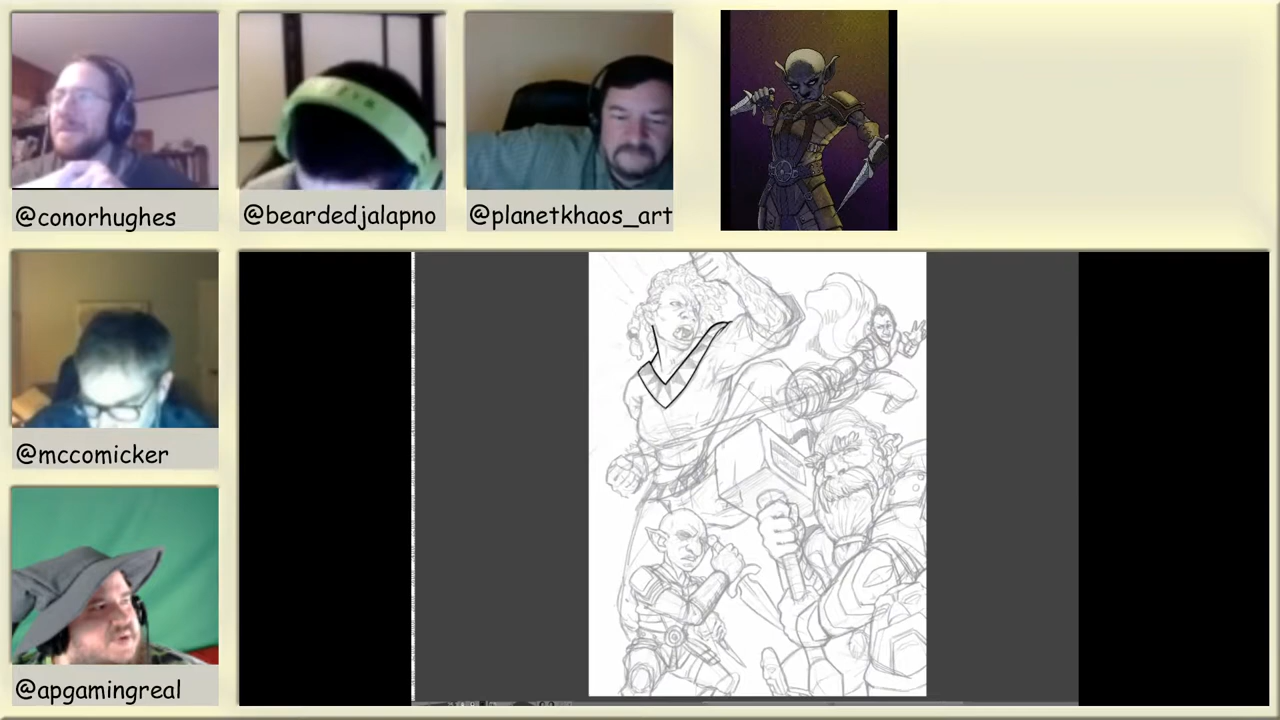 @conorhughes
@beardedjalapno
@planetkhaos_art
@mccomicker
@apgamingreal